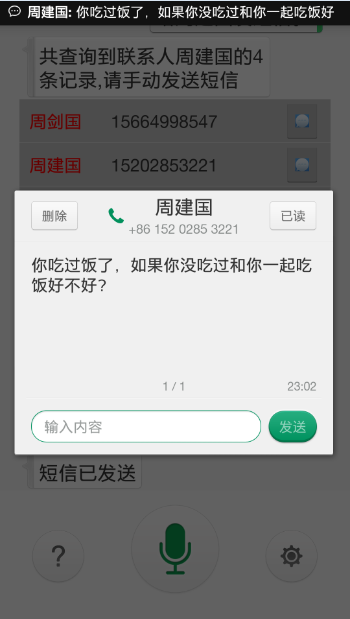 周建国: 你吃过饭了，如果你没吃过和你一起吃饭好
共查询到联系人周建国的4
条记录,请手动发送短信
周剑国 15664998547
周建国 15202853221
删除
周建国
+86 152 0285 3221
已读
你吃过饭了，如果你没吃过和你一起吃
饭好不好?
1 / 1
23:02
输入内容
发送
短信已发送
?